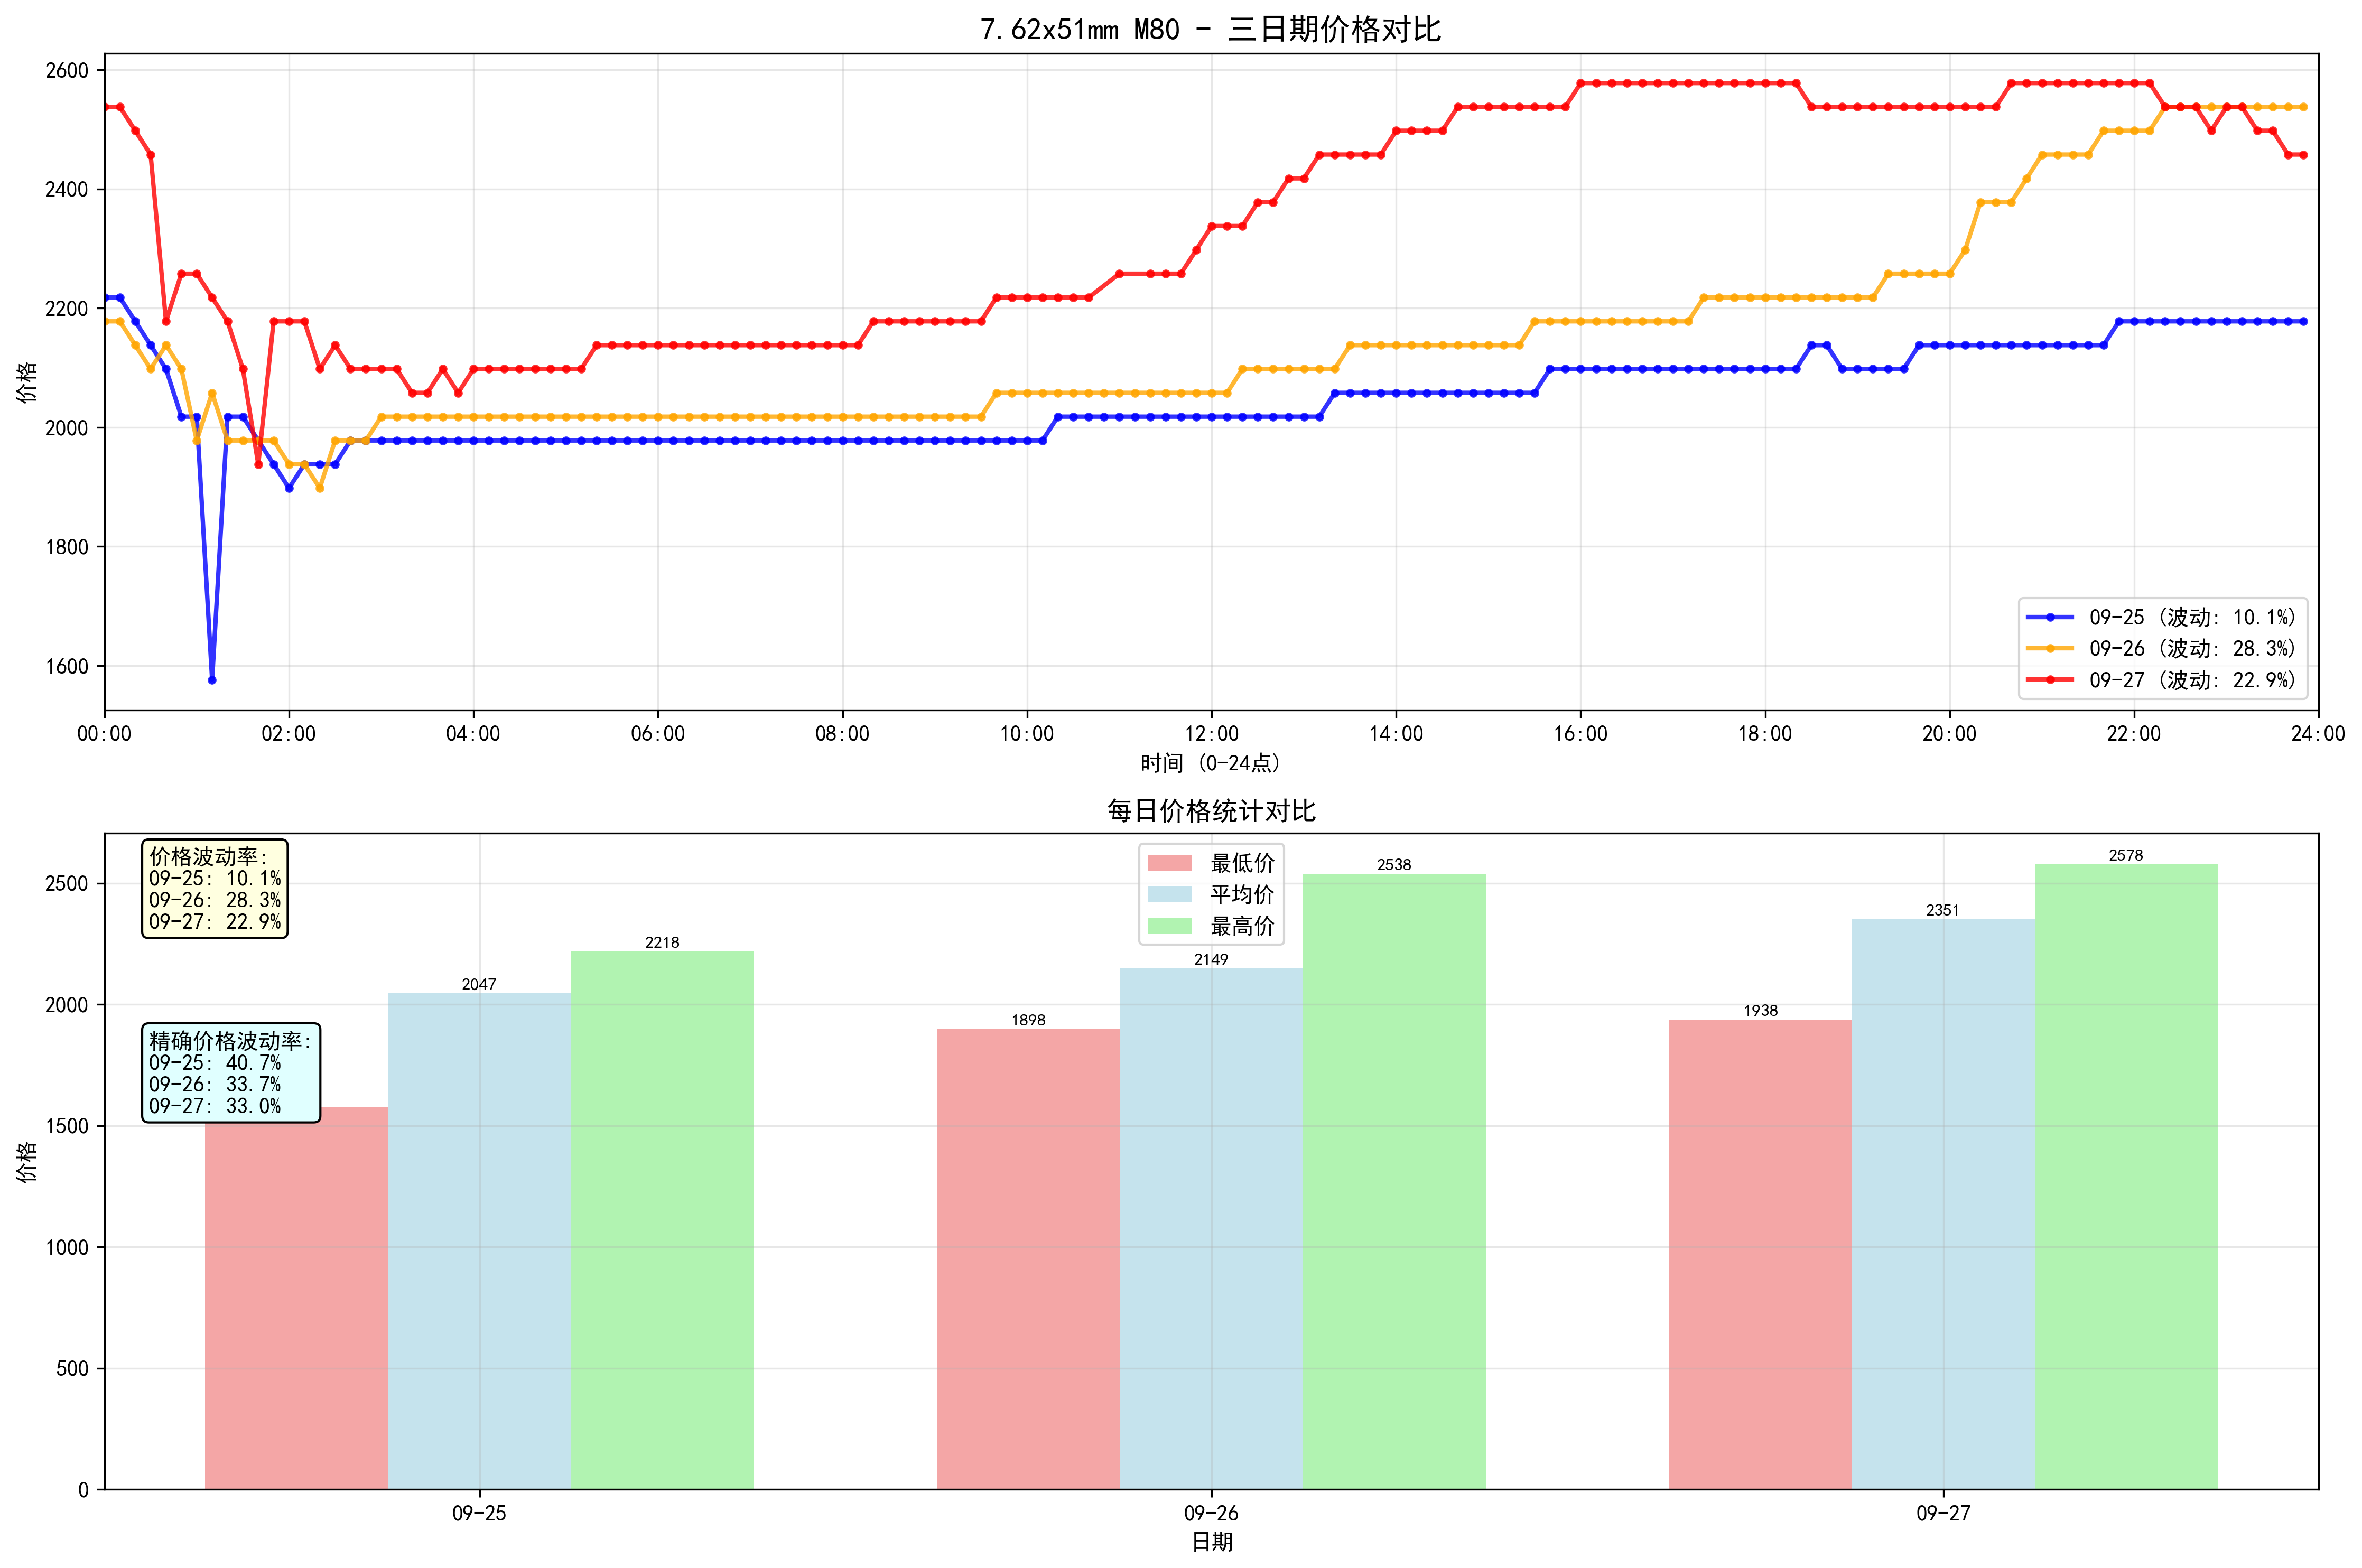 7.62x51mm M80 - 三日期价格对比
2600
2400
2200
2000
1800
1600
价格
09-25 (波动: 10.1%)
09-26 (波动: 28.3%)
09-27 (波动: 22.9%)
00:00 02:00 04:00 06:00 08:00 10:00 12:00 14:00 16:00 18:00 20:00 22:00 24:00
时间 (0-24点)
每日价格统计对比
价格波动率:
09-25: 10.1%
09-26: 28.3%
09-27: 22.9%
精确价格波动率:
09-25: 40.7%
09-26: 33.7%
09-27: 33.0%
最低价
平均价
最高价
2047
2218
1898
2149
2538
1938
2351
2578
2500
2000
1500
1000
500
0
价格
09-25 09-26 09-27
日期